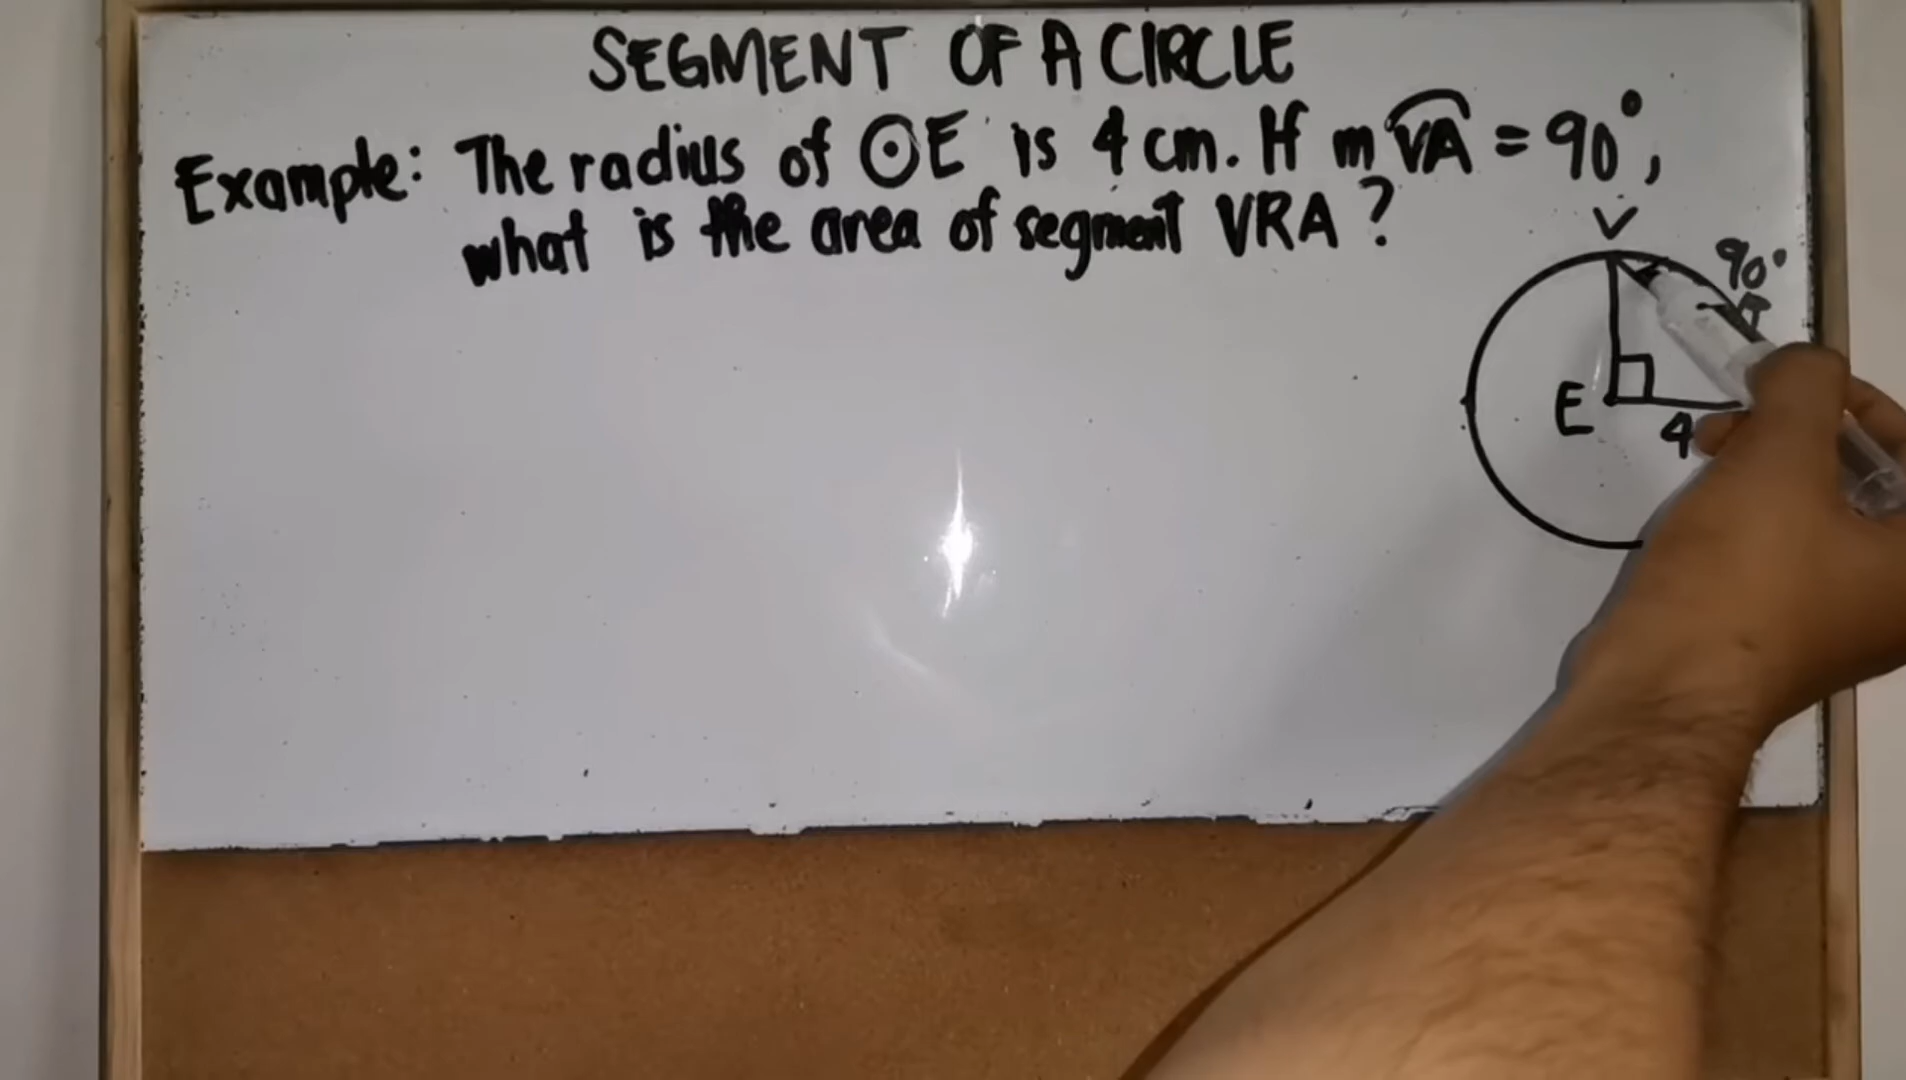 SEGMENT OF A CIRCLE
Example: The radius of ⊙E is 4 cm. If m VA = 90°,
what is the area of segment VRA?
V
90°
R
E
4